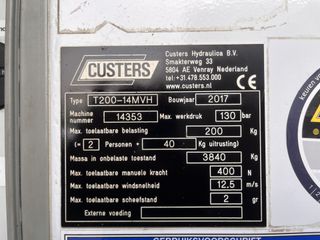 CUSTERS
Custers Hydraulica B.V.
Smakterweg 33
5804 AE Venray Nederland
tel:+31.478.553.000
www.custers.nl
CE
Type T200-14MVH Bouwjaar 2017
Machine nummer 14353 Max. werkdruk 130 bar
Max. toelaatbare belasting 200 Kg
(= 2 Personen + 40 Kg uitrusting)
Massa in onbelaste toestand 3840 Kg
Max. toelaatbare manuele kracht 400 N
Max. toelaatbare windsnelheid 12.5 m/s
Max. toelaatbare scheefstand 2 gr
Externe voeding
GEBRUIKSVOORSCHRIFT